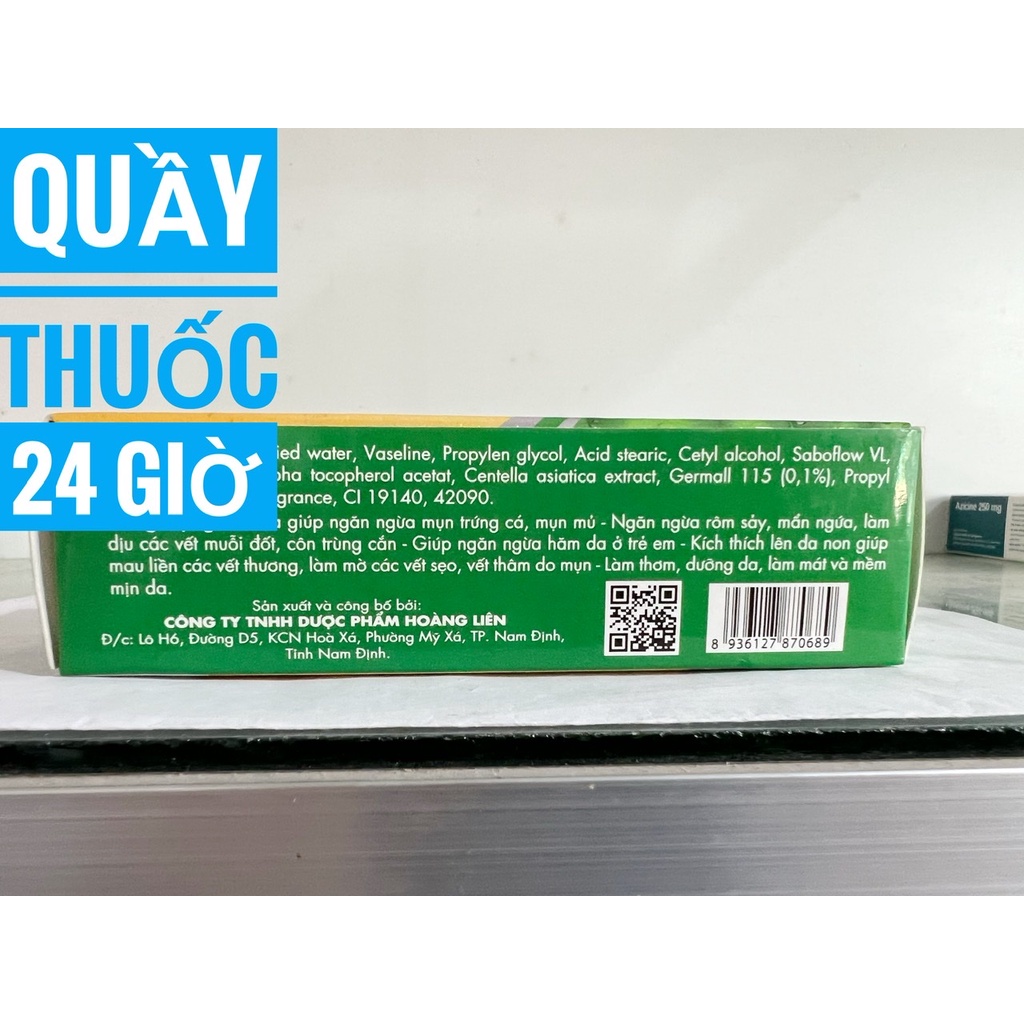 QUẦY
THUỐC
24 GIỜ
ied water, Vaseline, Propylen glycol, Acid stearic, Cetyl alcohol, Saboflow VL,
pha tocopherol acetat, Centella asiatica extract, Germall 115 (0,1%), Propyl
grance, CI 19140, 42090.
giúp ngăn ngừa mụn trứng cá, mụn mủ - Ngăn ngừa rôm sảy, mẩn ngứa, làm
dịu các vết muỗi đốt, côn trùng cắn - Giúp ngăn ngừa hăm da ở trẻ em - Kích thích lên da non giúp
mau liền các vết thương, làm mờ các vết sẹo, vết thâm do mụn - Làm thơm, dưỡng da, làm mát và mềm
mịn da.
Sản xuất và công bố bởi:
CÔNG TY TNHH DƯỢC PHẨM HOÀNG LIÊN
Đ/c: Lô H6, Đường D5, KCN Hoà Xá, Phường Mỹ Xá, TP. Nam Định,
Tỉnh Nam Định.
8 936127 870689
Azicine 250 mg